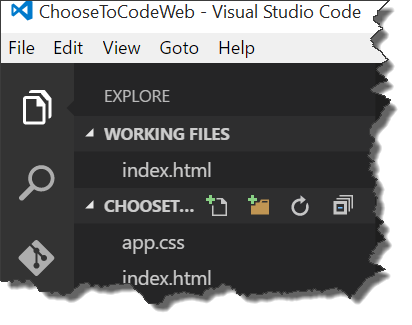 ChooseToCodeWeb - Visual Studio Code
File Edit View Goto Help
EXPLORE
WORKING FILES
index.html
CHOOSET...
app.css
index.html